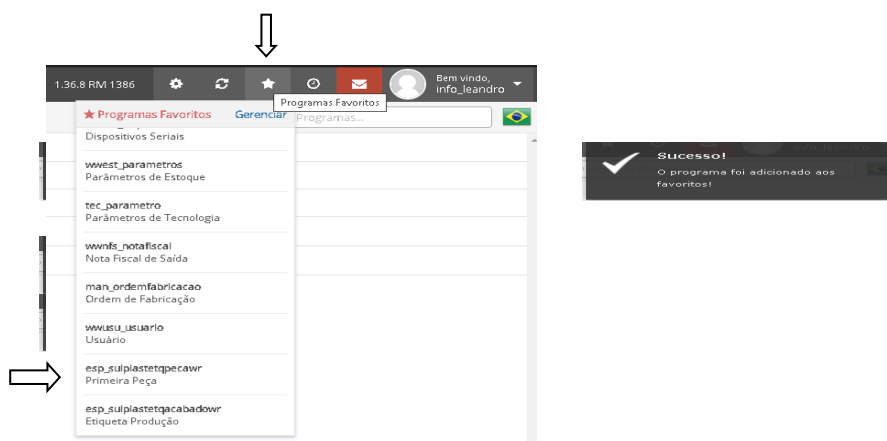 1.36.8 RM 1386
Bem vindo,
info_leandro
Programas Favoritos
Gerenciar
Programas Favoritos
Programas...
Dispositivos Seriais
wwest_parametros
Parâmetros de Estoque
tec_parametro
Parâmetros de Tecnologia
wwnfs_notafiscal
Nota Fiscal de Saída
man_ordemfabricacao
Ordem de Fabricação
wwusu_usuario
Usuário
esp_sulplastetqpecawr
Primeira Peça
esp_sulplastetqacabadowr
Etiqueta Produção
info_leandro
Sucesso!
O programa foi adicionado aos
favoritos!